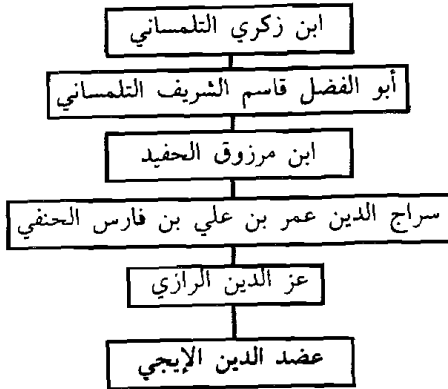 ابن زكري التلمساني
أبو الفضل قاسم الشريف التلمساني
ابن مرزوق الحفيد
سراج الدين عمر بن علي بن فارس الحنفي
عز الدين الرازي
عضد الدين الإيجي